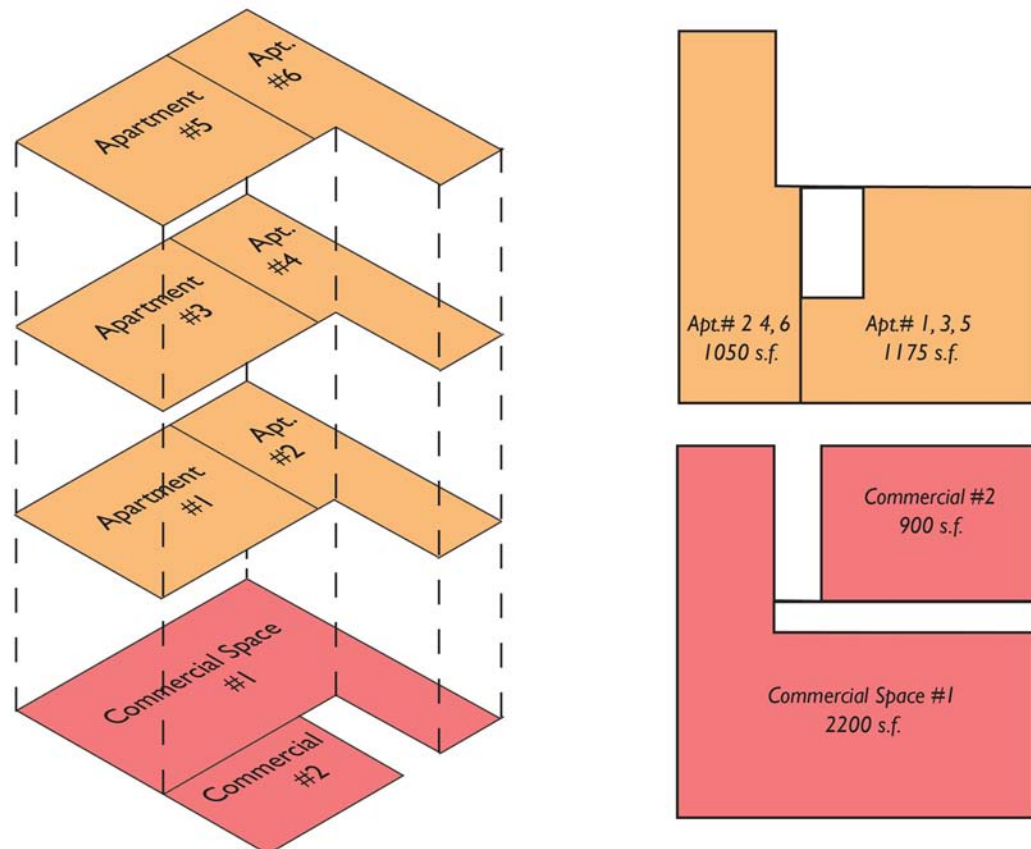 Apt.
#6
Apartment
#5
Apt.
#4
Apartment
#3
Apt.
#2
Apartment
#1
Commercial Space
#1
Commercial
#2
Apt.# 2 4, 6
1050 s.f.
Apt.# 1, 3, 5
1175 s.f.
Commercial #2
900 s.f.
Commercial Space #1
2200 s.f.